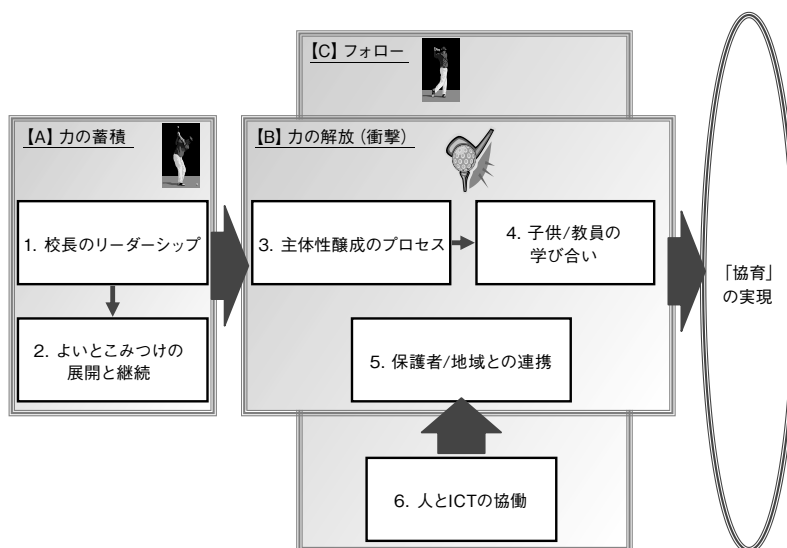 【C】フォロー
【A】力の蓄積
【B】力の解放（衝撃）
1. 校長のリーダーシップ
2. よいとこみつけの
展開と継続
3. 主体性醸成のプロセス
4. 子供/教員の
学び合い
5. 保護者/地域との連携
6. 人とICTの協働
「協育」
の実現